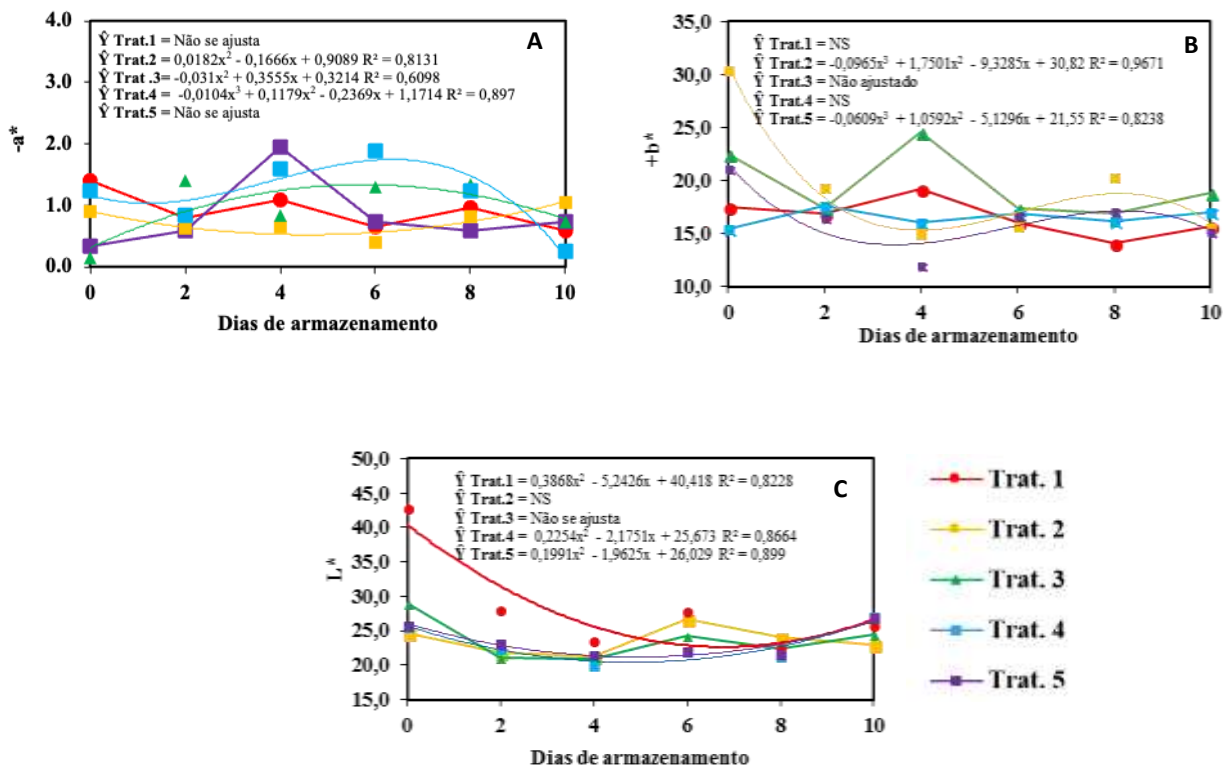 4.0
3.0
2.0
1.0
0.0
-a*
A
Ŷ Trat.1 = Não se ajusta
Ŷ Trat.2 = 0,0182x² - 0,1666x + 0,9089 R² = 0,8131
Ŷ Trat .3= -0,031x² + 0,3555x + 0,3214 R² = 0,6098
Ŷ Trat.4 = -0,0104x³ + 0,1179x² - 0,2369x + 1,1714 R² = 0,897
Ŷ Trat.5 = Não se ajusta
0 2 4 6 8 10
Dias de armazenamento
35,0
30,0
25,0
20,0
15,0
10,0
+b*
B
Ŷ Trat.1 = NS
Ŷ Trat.2 = -0,0965x³ + 1,7501x² - 9,3285x + 30,82 R² = 0,9671
Ŷ Trat.3 = Não ajustado
Ŷ Trat.4 = NS
Ŷ Trat.5 = -0,0609x³ + 1,0592x² - 5,1296x + 21,55 R² = 0,8238
0 2 4 6 8 10
Dias de armazenamento
50,0
45,0
40,0
35,0
30,0
25,0
20,0
15,0
L*
C
Ŷ Trat.1 = 0,3868x² - 5,2426x + 40,418 R² = 0,8228
Ŷ Trat.2 = NS
Ŷ Trat.3 = Não se ajusta
Ŷ Trat.4 = 0,2254x² - 2,1751x + 25,673 R² = 0,8664
Ŷ Trat.5 = 0,1991x² - 1,9625x + 26,029 R² = 0,899
0 2 4 6 8 10
Dias de armazenamento
Trat. 1
Trat. 2
Trat. 3
Trat. 4
Trat. 5